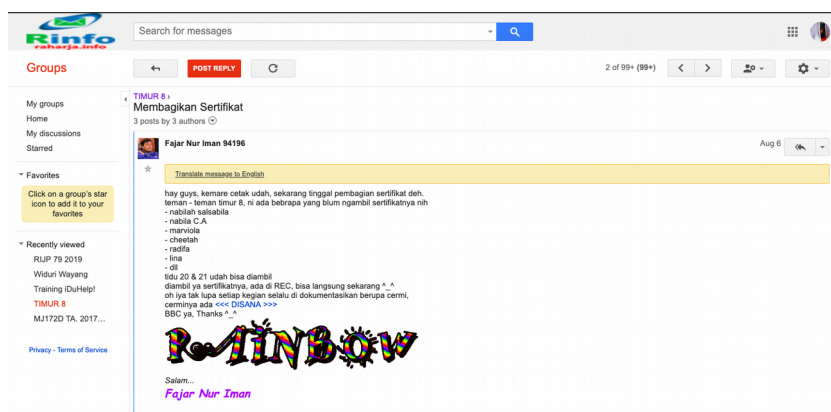 Rinfo
raharja.info
Search for messages
Groups
POST REPLY
2 of 99+ (99+)
My groups
Home
My discussions
Starred
Favorites
Click on a group's star
icon to add it to your
favorites
Recently viewed
RIJP 79 2019
Widuri Wayang
Training iDuHelp!
TIMUR 8
MJ172D TA. 2017...
Privacy - Terms of Service
TIMUR 8 ›
Membagikan Sertifikat
3 posts by 3 authors
Fajar Nur Iman 94196
Aug 6
Translate message to English
hay guys, kemare cetak udah, sekarang tinggal pembagian sertifikat deh.
teman - teman timur 8, ni ada bebrapa yang blum ngambil sertifikatnya nih
- nabilah salsabila
- nabila C.A
- marviola
- cheetah
- radifa
- lina
- dll
tidu 20 & 21 udah bisa diambil
diambil ya sertifikatnya, ada di REC, bisa langsung sekarang ^_^
oh iya tak lupa setiap kegian selalu di dokumentasikan berupa cermi,
cerminya ada <<< DISANA >>>
BBC ya, Thanks ^_^
RAINBOW
Salam...
Fajar Nur Iman